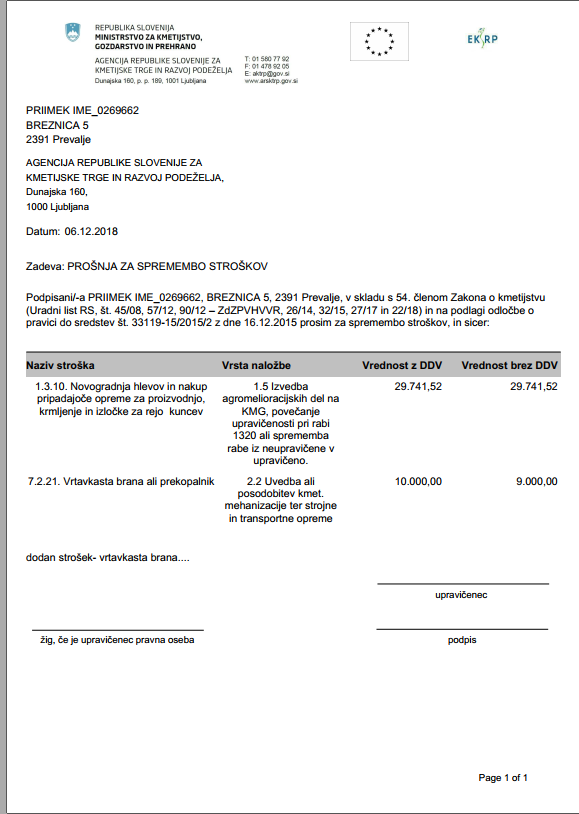 REPUBLIKA SLOVENIJA
MINISTRSTVO ZA KMETIJSTVO,
GOZDARSTVO IN PREHRANO
AGENCIJA REPUBLIKE SLOVENIJE ZA
KMETIJSKE TRGE IN RAZVOJ PODEŽELJA
Dunajska 160, p. p. 189, 1001 Ljubljana
T: 01 580 77 92
F: 01 478 92 05
E: aktrp@gov.si
www.arsktrp.gov.si
EKSRP
PRIIMEK IME_0269662
BREZNICA 5
2391 Prevalje
AGENCIJA REPUBLIKE SLOVENIJE ZA
KMETIJSKE TRGE IN RAZVOJ PODEŽELJA,
Dunajska 160,
1000 Ljubljana
Datum: 06.12.2018
Zadeva: PROŠNJA ZA SPREMEMBO STROŠKOV
Podpisani/-a PRIIMEK IME_0269662, BREZNICA 5, 2391 Prevalje, v skladu s 54. členom Zakona o kmetijstvu
(Uradni list RS, št. 45/08, 57/12, 90/12 – ZdZPVHVVR, 26/14, 32/15, 27/17 in 22/18) in na podlagi odločbe o
pravici do sredstev št. 33119-15/2015/2 z dne 16.12.2015 prosim za spremembo stroškov, in sicer:
Naziv stroška Vrsta naložbe Vrednost z DDV Vrednost brez DDV
1.3.10. Novogradnja hlevov in nakup
pripadajoče opreme za proizvodnjo,
krmljenje in izločke za rejo kuncev
1.5 Izvedba
agromelioracijskih del na
KMG, povečanje
upravičenosti pri rabi
1320 ali sprememba
rabe iz neupravičene v
upravičeno.
29.741,52 29.741,52
7.2.21. Vrtavkasta brana ali prekopalnik
2.2 Uvedba ali
posodobitev kmet.
mehanizacije ter strojne
in transportne opreme
10.000,00 9.000,00
dodan strošek- vrtavkasta brana....
upravičenec
žig, če je upravičenec pravna oseba
podpis
Page 1 of 1